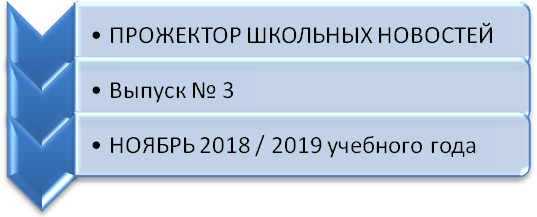 • ПРОЖЕКТОР ШКОЛЬНЫХ НОВОСТЕЙ
• Выпуск № 3
• НОЯБРЬ 2018 / 2019 учебного года